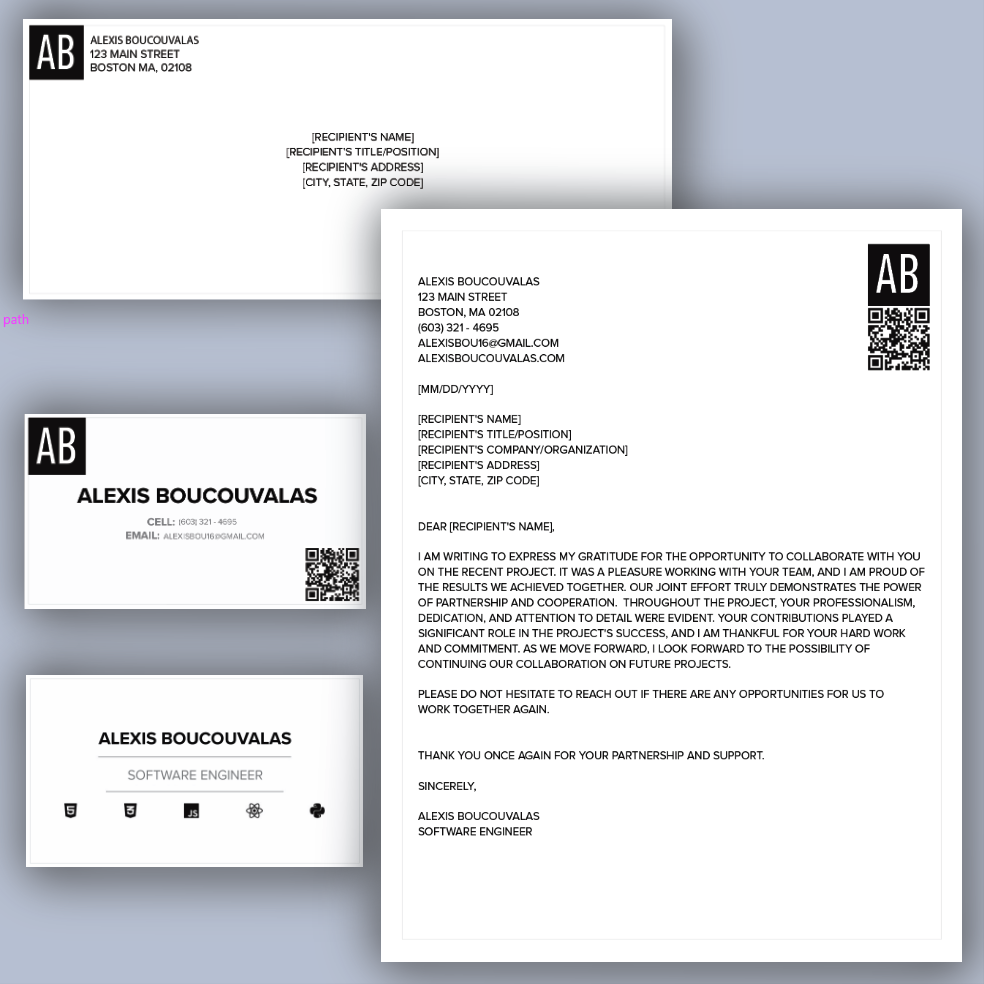 AB
ALEXIS BOUCOUVALAS
123 MAIN STREET
BOSTON MA, 02108
[RECIPIENT'S NAME]
[RECIPIENT'S TITLE/POSITION]
[RECIPIENT'S ADDRESS]
[CITY, STATE, ZIP CODE]
path
AB
ALEXIS BOUCOUVALAS
CELL: (603) 321 - 4695
EMAIL: ALEXISBOU16@GMAIL.COM
ALEXIS BOUCOUVALAS
SOFTWARE ENGINEER
5
3
JS
AB
ALEXIS BOUCOUVALAS
123 MAIN STREET
BOSTON, MA 02108
(603) 321 - 4695
ALEXISBOU16@GMAIL.COM
ALEXISBOUCOUVALAS.COM
[MM/DD/YYYY]
[RECIPIENT'S NAME]
[RECIPIENT'S TITLE/POSITION]
[RECIPIENT'S COMPANY/ORGANIZATION]
[RECIPIENT'S ADDRESS]
[CITY, STATE, ZIP CODE]
DEAR [RECIPIENT'S NAME],
I AM WRITING TO EXPRESS MY GRATITUDE FOR THE OPPORTUNITY TO COLLABORATE WITH YOU
ON THE RECENT PROJECT. IT WAS A PLEASURE WORKING WITH YOUR TEAM, AND I AM PROUD OF
THE RESULTS WE ACHIEVED TOGETHER. OUR JOINT EFFORT TRULY DEMONSTRATES THE POWER
OF PARTNERSHIP AND COOPERATION.  THROUGHOUT THE PROJECT, YOUR PROFESSIONALISM,
DEDICATION, AND ATTENTION TO DETAIL WERE EVIDENT. YOUR CONTRIBUTIONS PLAYED A
SIGNIFICANT ROLE IN THE PROJECT'S SUCCESS, AND I AM THANKFUL FOR YOUR HARD WORK
AND COMMITMENT. AS WE MOVE FORWARD, I LOOK FORWARD TO THE POSSIBILITY OF
CONTINUING OUR COLLABORATION ON FUTURE PROJECTS.
PLEASE DO NOT HESITATE TO REACH OUT IF THERE ARE ANY OPPORTUNITIES FOR US TO
WORK TOGETHER AGAIN.
THANK YOU ONCE AGAIN FOR YOUR PARTNERSHIP AND SUPPORT.
SINCERELY,
ALEXIS BOUCOUVALAS
SOFTWARE ENGINEER